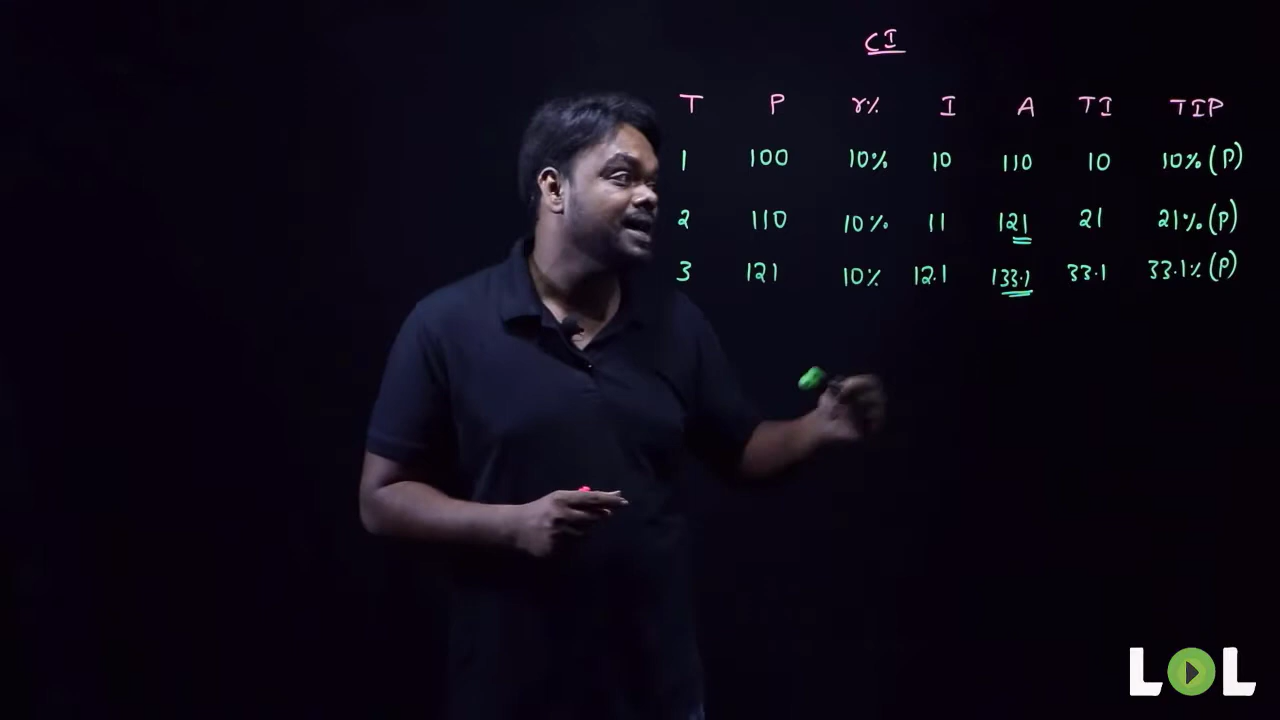 CI
T P r% I A TI TIP
1 100 10% 10 110 10 10% (P)
2 110 10% 11 121 21 21% (P)
3 121 10% 12.1 133.1 33.1 33.1% (P)
LOL